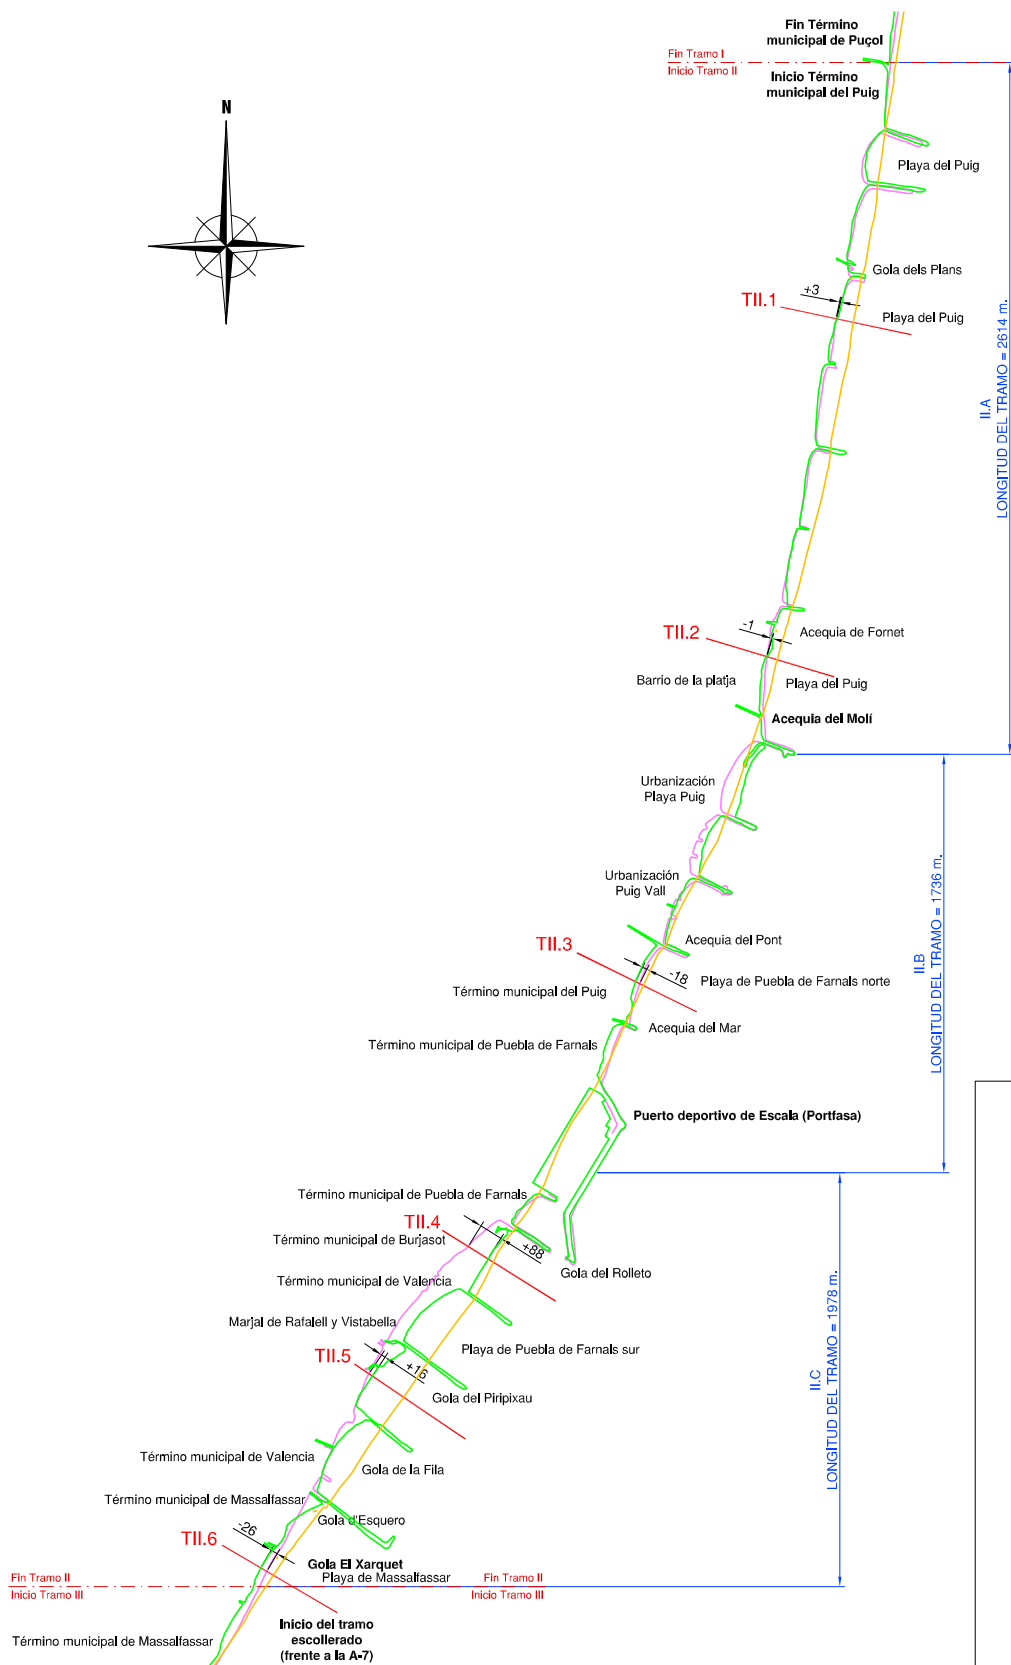 Fin Término
municipal de Puçol
Fin Tramo I
Inicio Tramo II
Inicio Término
municipal del Puig
N
Playa del Puig
Gola dels Plans
+3
TII.1
Playa del Puig
II.A
LONGITUD DEL TRAMO = 2614 m.
-1
TII.2
Acequia de Fornet
Barrio de la platja
Playa del Puig
Acequia del Molí
Urbanización
Playa Puig
Urbanización
Puig Vall
Acequia del Pont
TII.3
-18
Playa de Puebla de Farnals norte
Término municipal del Puig
II.B
LONGITUD DEL TRAMO = 1736 m.
Acequia del Mar
Término municipal de Puebla de Farnals
Puerto deportivo de Escala (Portfasa)
Término municipal de Puebla de Farnals
TII.4
Término municipal de Burjasot
+88
Gola del Rolleto
Término municipal de Valencia
Marjal de Rafalell y Vistabella
Playa de Puebla de Farnals sur
TII.5
+16
Gola del Piripixau
II.C
LONGITUD DEL TRAMO = 1978 m.
Término municipal de Valencia
Gola de la Fila
Término municipal de Massalfassar
Gola d'Esquero
-26
TII.6
Gola El Xarquet
Playa de Massalfassar
Fin Tramo II
Inicio Tramo III
Fin Tramo II
Inicio Tramo III
Inicio del tramo
escollerado
(frente a la A-7)
Término municipal de Massalfassar